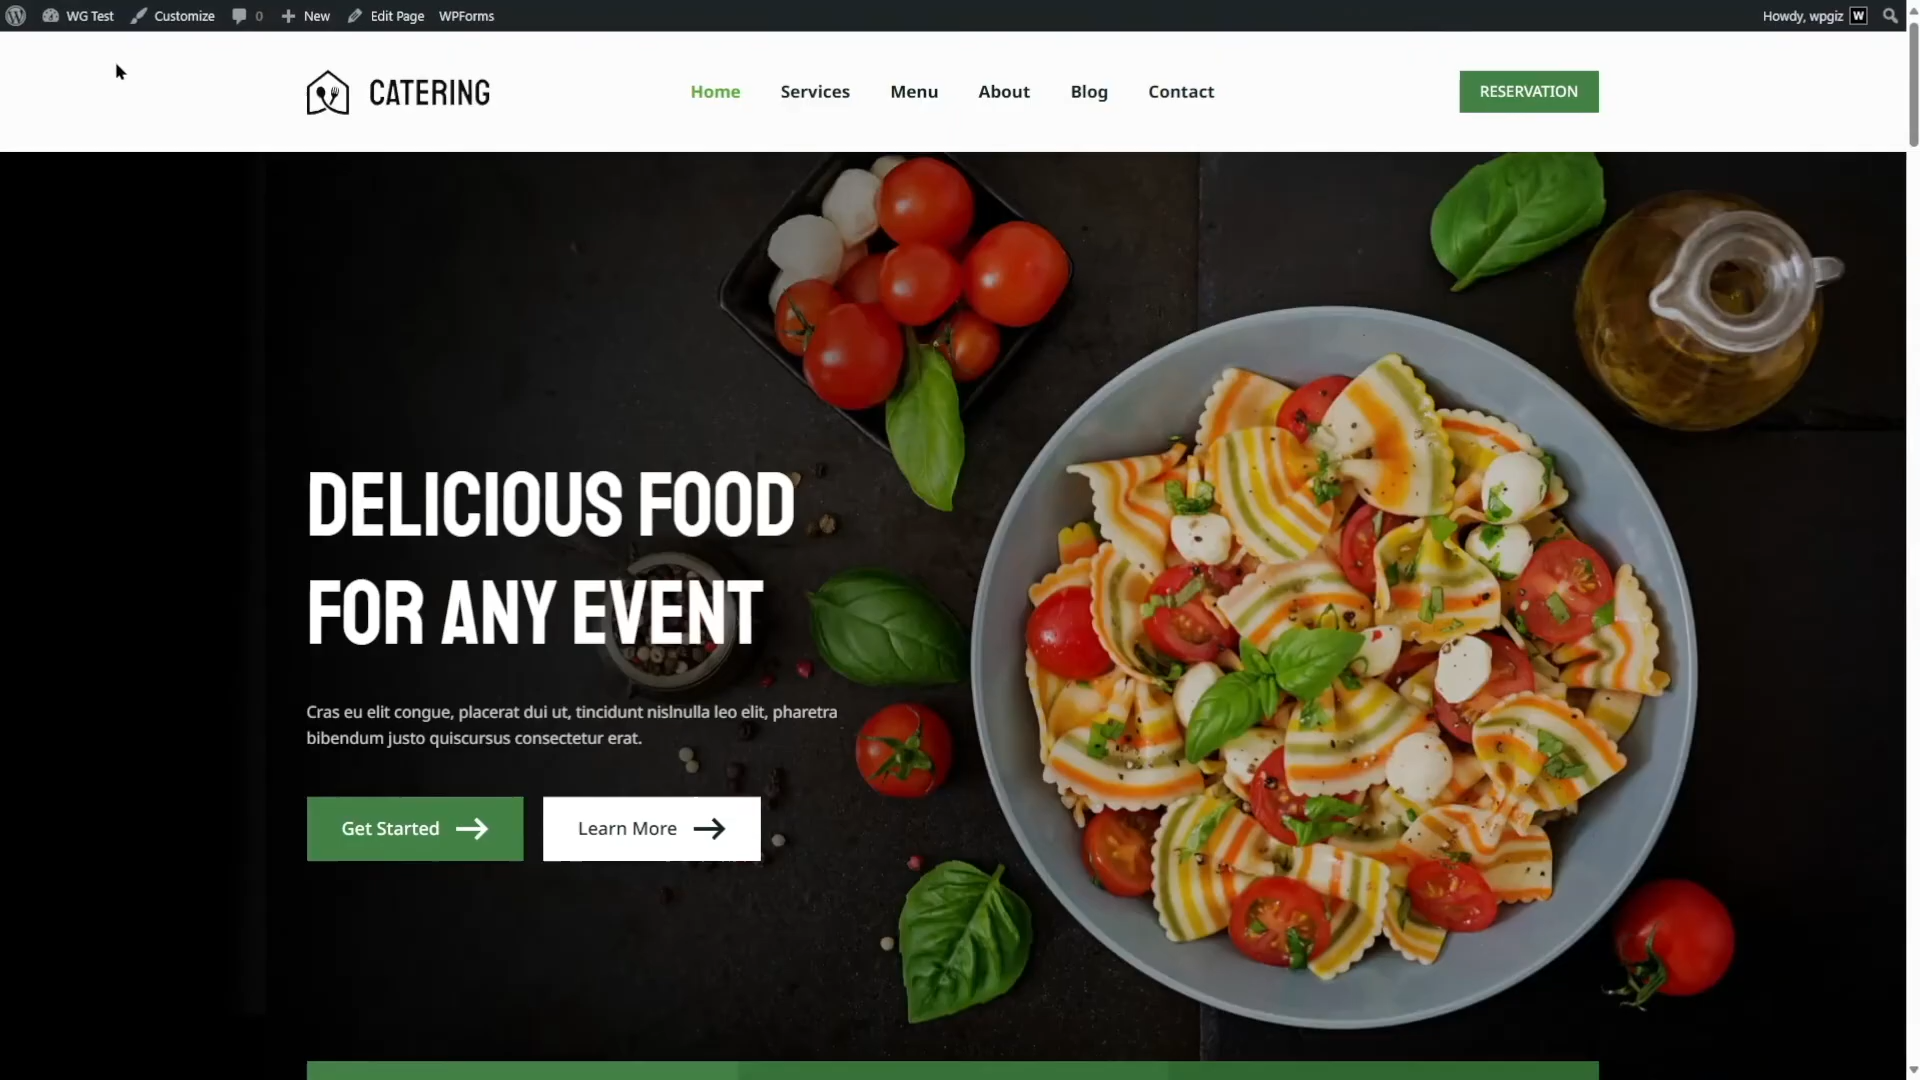 WG Test Customize 0 New Edit Page WPForms Howdy, wpgiz W
CATERING Home Services Menu About Blog Contact RESERVATION
DELICIOUS FOOD
FOR ANY EVENT
Cras eu elit congue, placerat dui ut, tincidunt nislnulla leo elit, pharetra
bibendum justo quiscursus consectetur erat.
Get Started Learn More